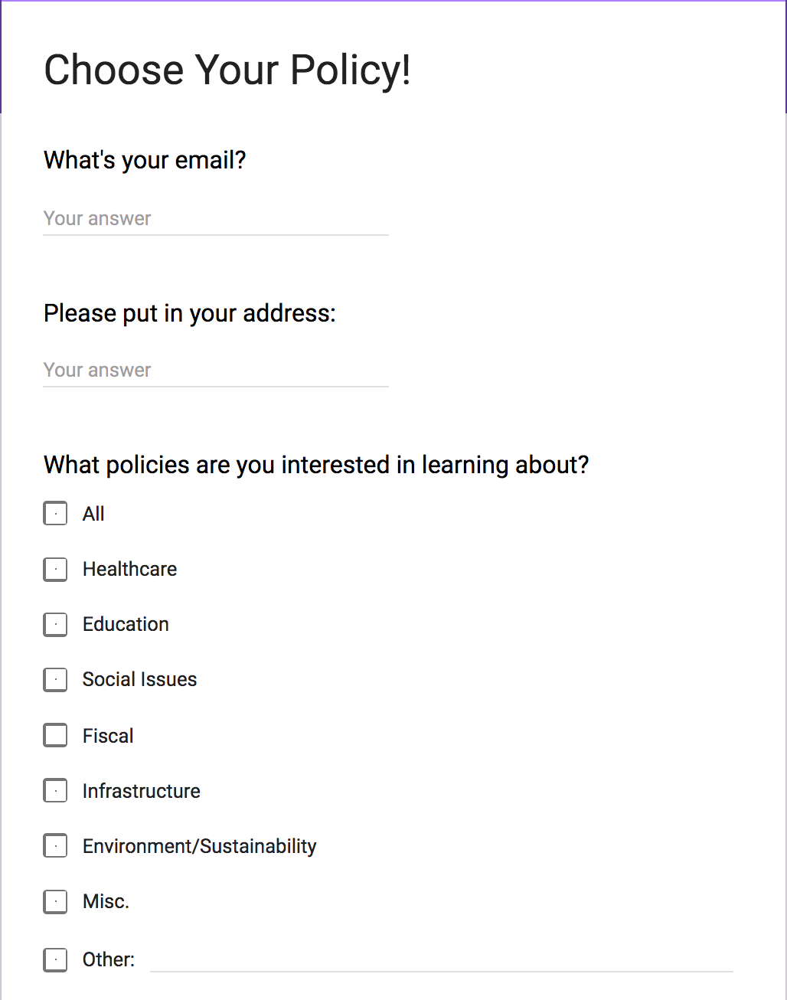 Choose Your Policy!
What's your email?
Your answer
Please put in your address:
Your answer
What policies are you interested in learning about?
All
Healthcare
Education
Social Issues
Fiscal
Infrastructure
Environment/Sustainability
Misc.
Other: